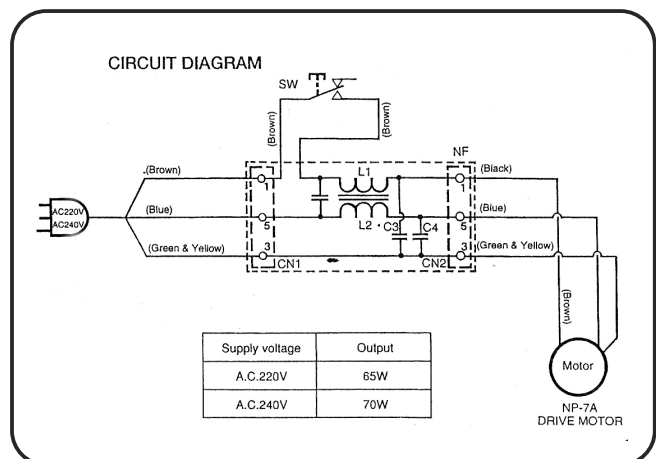 CIRCUIT DIAGRAM
SW
(Brown)
(Brown)
NF
(Brown)
1
L1
1
(Black)
AC220V
AC240V
(Blue)
5
L2
C3
C4
5
(Blue)
(Green & Yellow)
3
CN1
CN2
3
(Green & Yellow)
(Brown)
Supply voltage Output
A.C.220V 65W
A.C.240V 70W
Motor
NP-7A
DRIVE MOTOR